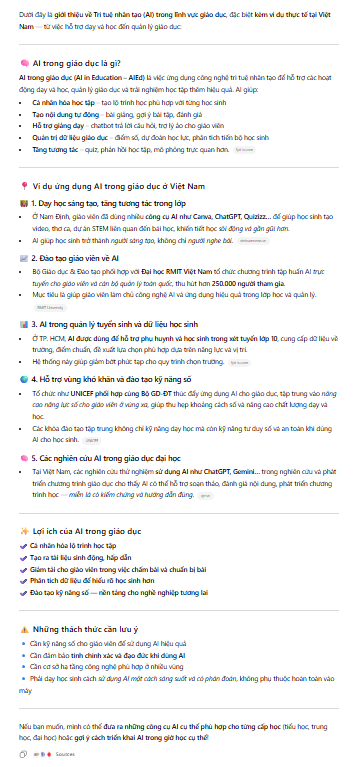 Dưới đây là giới thiệu về Trí tuệ nhân tạo (AI) trong lĩnh vực giáo dục, đặc biệt kèm ví dụ thực tế tại Việt
Nam — từ việc hỗ trợ dạy và học đến quản lý giáo dục:
🧠 AI trong giáo dục là gì?
AI trong giáo dục (AI in Education – AIEd) là việc ứng dụng công nghệ trí tuệ nhân tạo để hỗ trợ các hoạt
động dạy và học, quản lý giáo dục và trải nghiệm học tập thêm hiệu quả. AI giúp:
• Cá nhân hóa học tập – tạo lộ trình học phù hợp với từng học sinh
• Tạo nội dung tự động – bài giảng, gợi ý bài tập, đánh giá
• Hỗ trợ giảng dạy – chatbot trả lời câu hỏi, trợ lý ảo cho giáo viên
• Quản trị dữ liệu giáo dục – điểm số, dự đoán học lực, phân tích tiến bộ học sinh
• Tăng tương tác – quiz, phản hồi học tập, mô phỏng trực quan hơn.
📍 Ví dụ ứng dụng AI trong giáo dục ở Việt Nam
1. Dạy học sáng tạo, tăng tương tác trong lớp
• Ở Nam Định, giáo viên đã dùng nhiều công cụ AI như Canva, ChatGPT, Quizizz... để giúp học sinh tạo
video, thơ ca, dự án STEM liên quan đến bài học, khiến tiết học sôi động và gần gũi hơn.
• AI giúp học sinh trở thành người sáng tạo, không chỉ người nghe bài.
2. Đào tạo giáo viên về AI
• Bộ Giáo dục & Đào tạo phối hợp với Đại học RMIT Việt Nam tổ chức chương trình tập huấn AI trực
tuyến cho giáo viên và cán bộ quản lý toàn quốc, thu hút hơn 250.000 người tham gia.
• Mục tiêu là giúp giáo viên làm chủ công nghệ AI và ứng dụng hiệu quả trong lớp học và quản lý.
RMIT University
📊 3. AI trong quản lý tuyển sinh và dữ liệu học sinh
• Ở TP. HCM, AI được dùng để hỗ trợ phụ huynh và học sinh trong xét tuyển lớp 10, cung cấp dữ liệu về
trường, điểm chuẩn, đề xuất lựa chọn phù hợp dựa trên năng lực và vị trí.
• Hệ thống này giúp giảm bớt phức tạp cho quy trình chọn trường.
4. Hỗ trợ vùng khó khăn và đào tạo kỹ năng số
• Tổ chức như UNICEF phối hợp cùng Bộ GD-ĐT thúc đẩy ứng dụng AI cho giáo dục, tập trung vào nâng
cao năng lực số cho giáo viên ở vùng xa, giúp thu hẹp khoảng cách số và nâng cao chất lượng dạy và
học.
• Các khóa đào tạo tập trung không chỉ kỹ năng dạy học mà còn kỹ năng tư duy số và an toàn khi dùng
AI cho học sinh. UNICEF
🧠 5. Các nghiên cứu AI trong giáo dục đại học
• Tại Việt Nam, các nghiên cứu thử nghiệm sử dụng AI như ChatGPT, Gemini... trong nghiên cứu và phát
triển chương trình giáo dục cho thấy AI có thể hỗ trợ soạn thảo, đánh giá nội dung, phát triển chương
trình học — miễn là có kiểm chứng và hướng dẫn đúng.
✨ Lợi ích của AI trong giáo dục
✔ Cá nhân hóa lộ trình học tập
✔ Tạo ra tài liệu sinh động, hấp dẫn
✔ Giảm tải cho giáo viên trong việc chấm bài và chuẩn bị bài
✔ Phân tích dữ liệu để hiểu rõ học sinh hơn
✔ Đào tạo kỹ năng số — nền tảng cho nghề nghiệp tương lai
⚠️ Những thách thức cần lưu ý
🔹 Cần kỹ năng số cho giáo viên để sử dụng AI hiệu quả
🔹 Cần đảm bảo tính chính xác và đạo đức khi dùng AI
🔹 Cần cơ sở hạ tầng công nghệ phù hợp ở nhiều vùng
🔹 Phải dạy học sinh cách sử dụng AI một cách sáng suốt và có phán đoán, không phụ thuộc hoàn toàn vào
máy
Nếu bạn muốn, mình có thể đưa ra những công cụ AI cụ thể phù hợp cho từng cấp học (tiểu học, trung
học, đại học) hoặc gợi ý cách triển khai AI trong giờ học cụ thể!
Sources